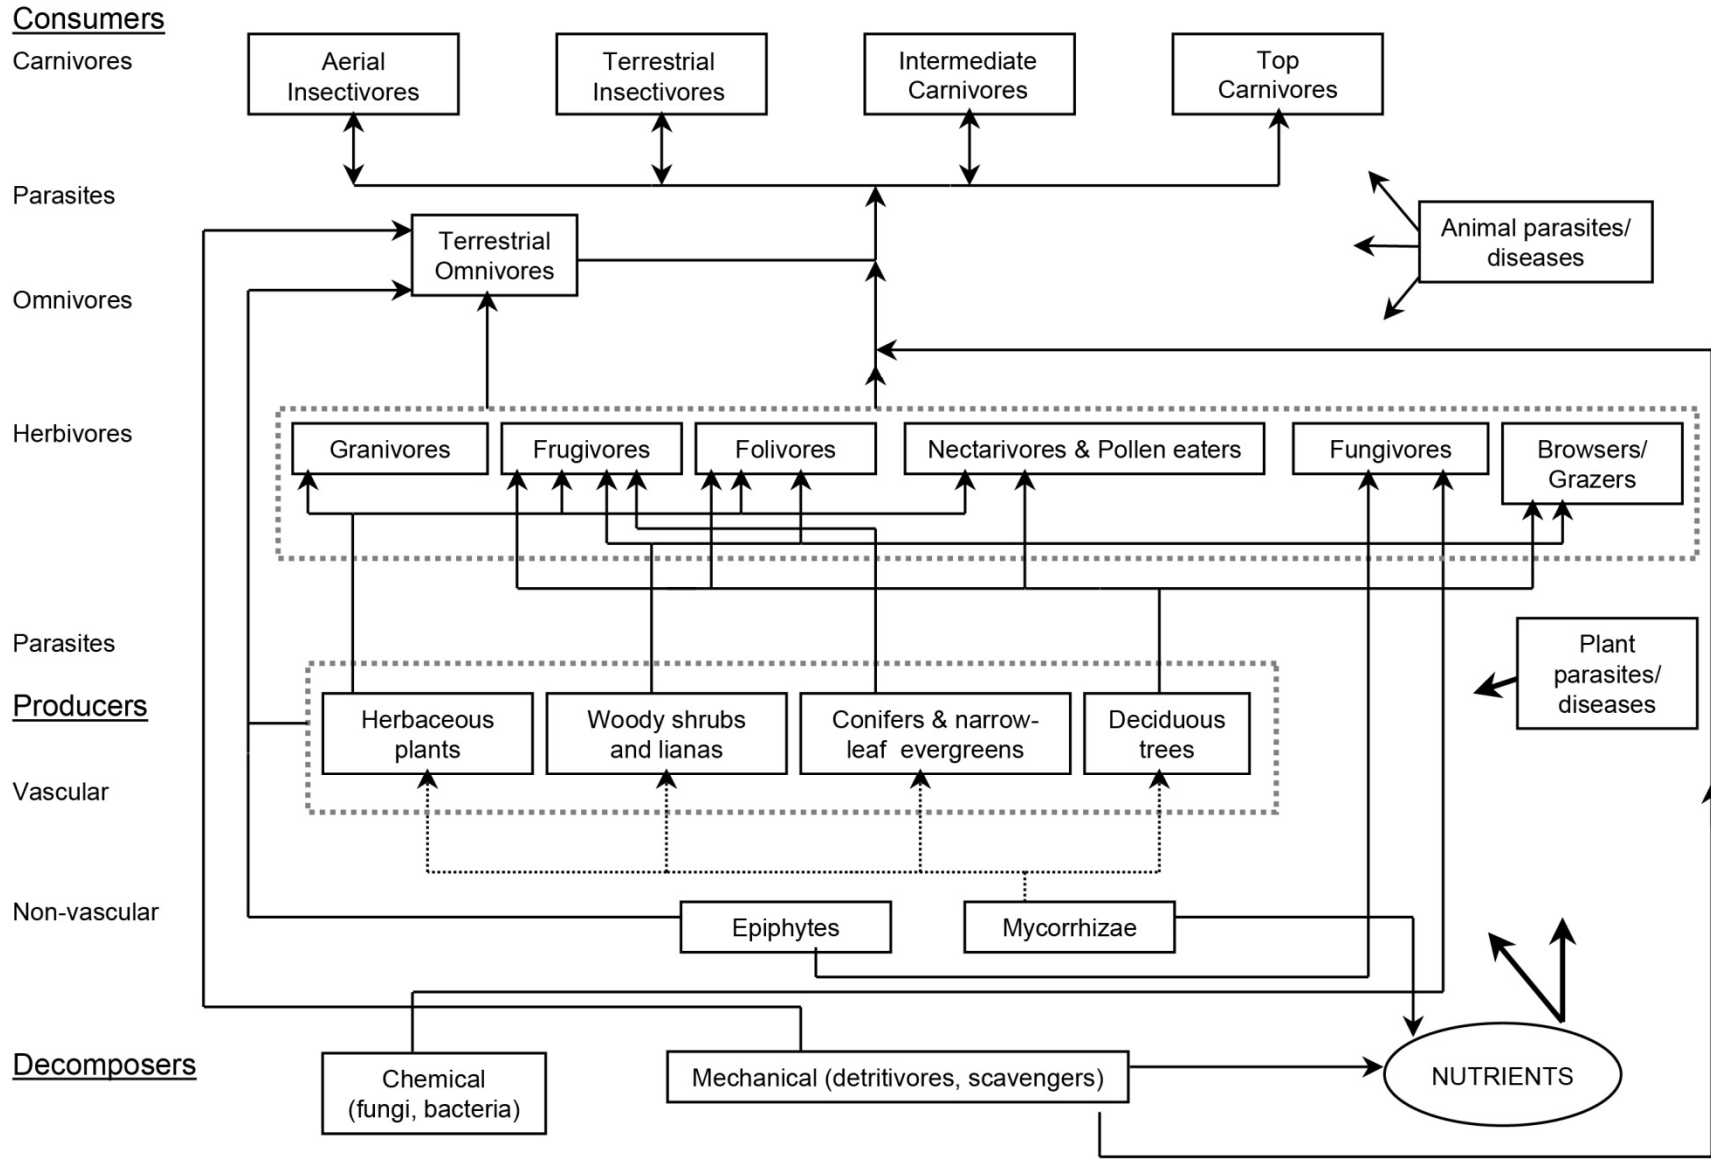 Consumers
Carnivores
Aerial
Insectivores
Terrestrial
Insectivores
Intermediate
Carnivores
Top
Carnivores
Parasites
Animal parasites/
diseases
Terrestrial
Omnivores
Omnivores
Herbivores
Granivores
Frugivores
Folivores
Nectarivores & Pollen eaters
Fungivores
Browsers/
Grazers
Parasites
Plant
parasites/
diseases
Producers
Herbaceous
plants
Woody shrubs
and lianas
Conifers & narrow-
leaf evergreens
Deciduous
trees
Vascular
Non-vascular
Epiphytes
Mycorrhizae
Decomposers
Chemical
(fungi, bacteria)
Mechanical (detritivores, scavengers)
NUTRIENTS